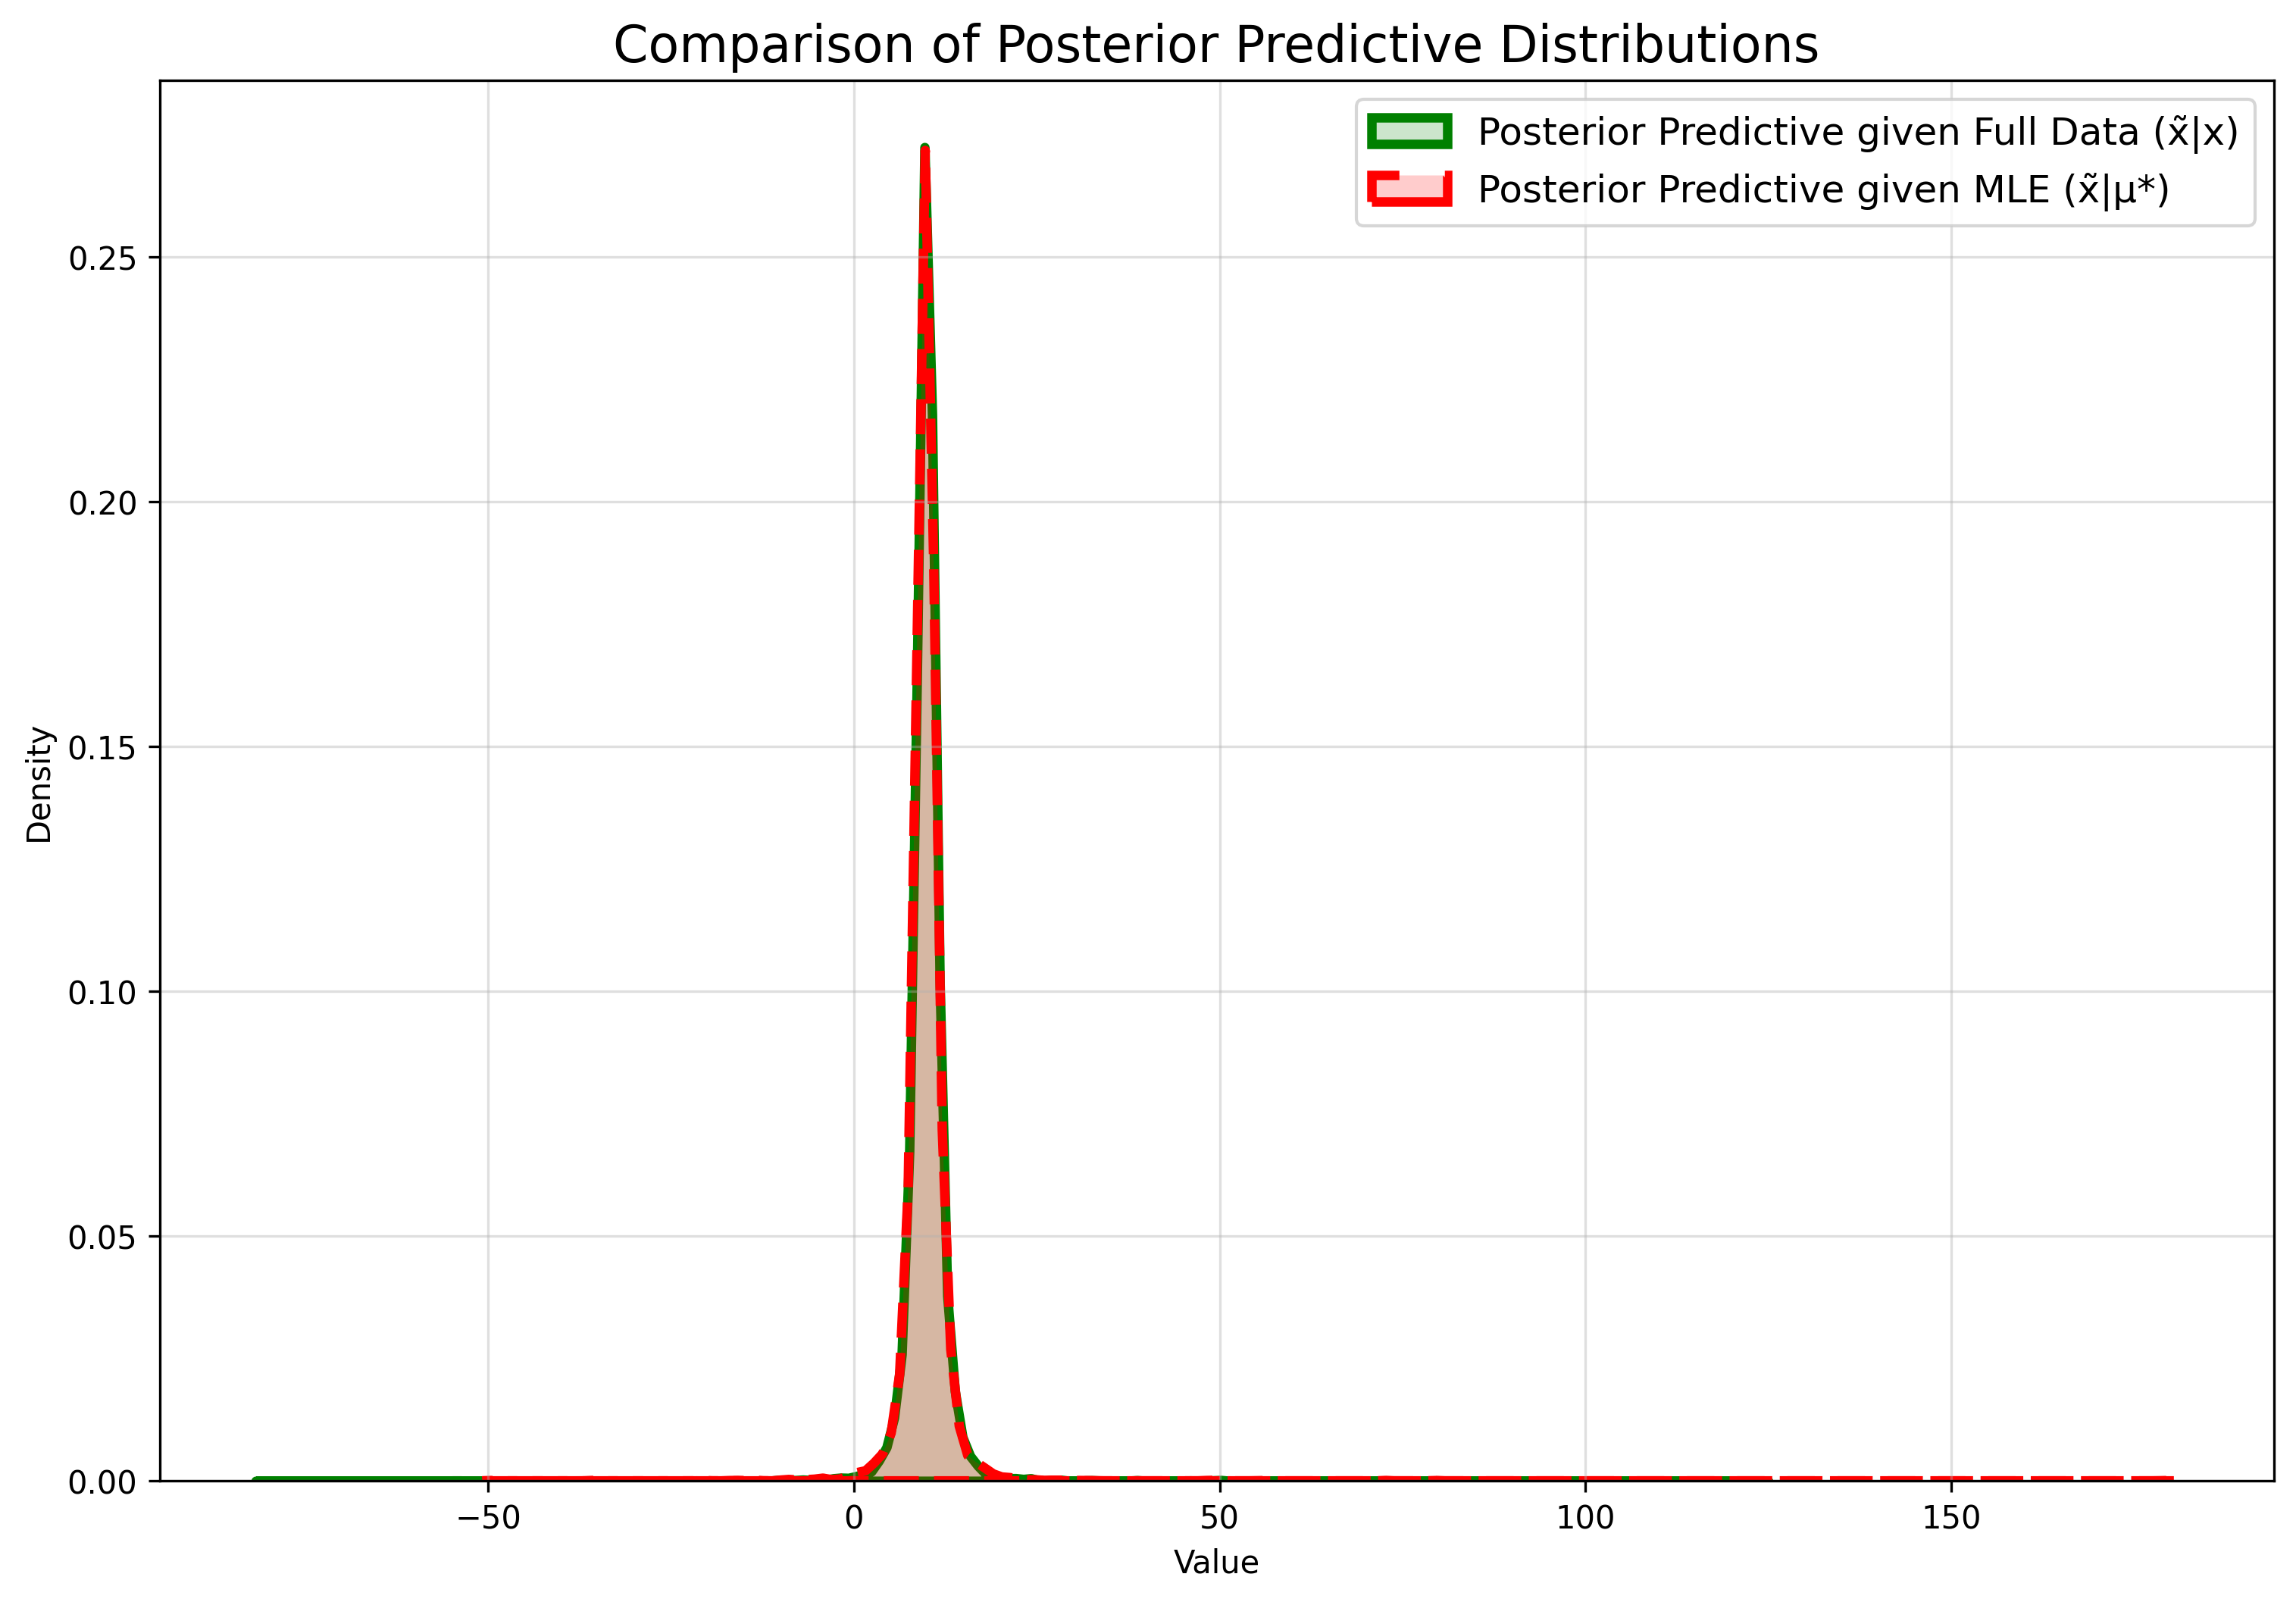 Comparison of Posterior Predictive Distributions
Posterior Predictive given Full Data (x̃|x)
Posterior Predictive given MLE (x̃|μ*)
Density
0.25
0.20
0.15
0.10
0.05
0.00
−50
0
50
100
150
Value